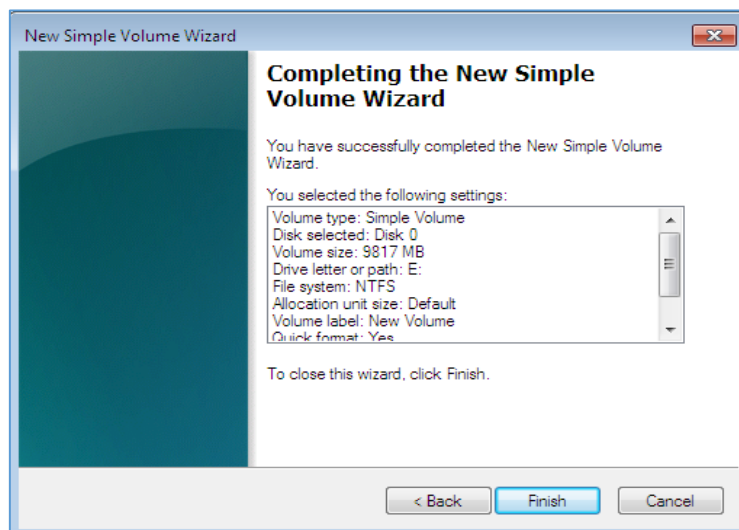 New Simple Volume Wizard
Completing the New Simple
Volume Wizard
You have successfully completed the New Simple Volume
Wizard.
You selected the following settings:
Volume type: Simple Volume
Disk selected: Disk 0
Volume size: 9817 MB
Drive letter or path: E:
File system: NTFS
Allocation unit size: Default
Volume label: New Volume
Quick format: Yes
To close this wizard, click Finish.
< Back
Finish
Cancel